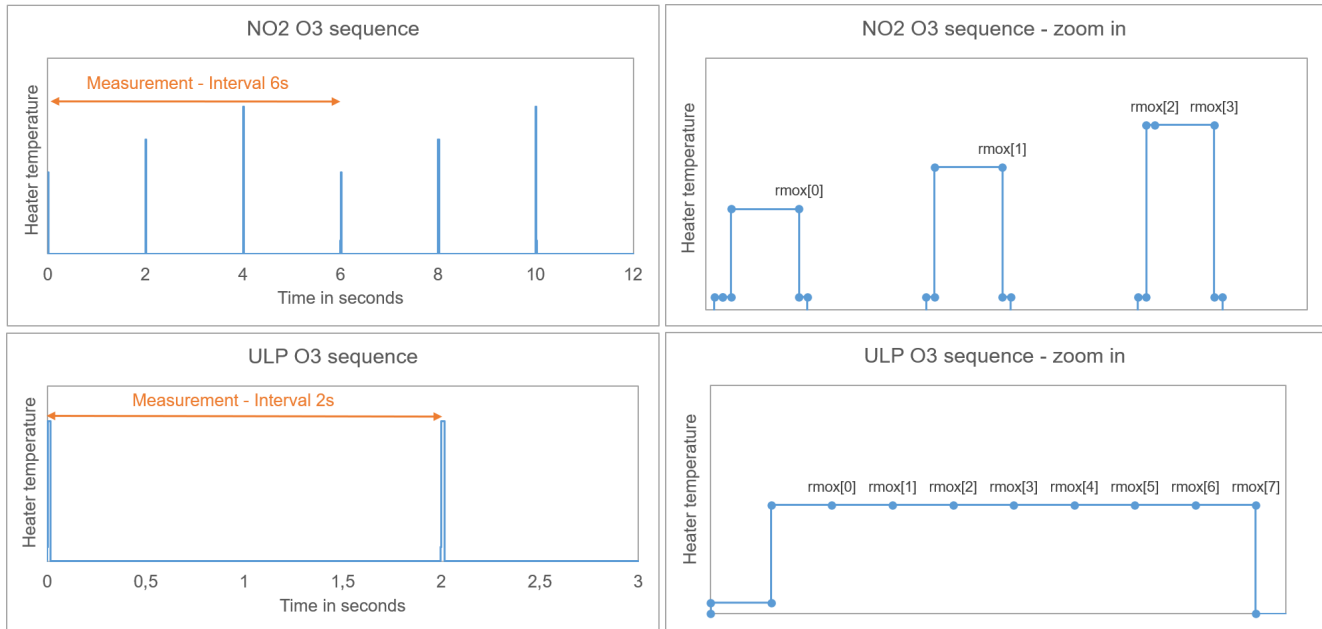 NO2 O3 sequence
Measurement - Interval 6s
Heater temperature
0 2 4 6 8 10 12
Time in seconds
NO2 O3 sequence - zoom in
Heater temperature
rmox[0]
rmox[1]
rmox[2] rmox[3]
ULP O3 sequence
Measurement - Interval 2s
Heater temperature
0 0,5 1 1,5 2 2,5 3
Time in seconds
ULP O3 sequence - zoom in
Heater temperature
rmox[0] rmox[1] rmox[2] rmox[3] rmox[4] rmox[5] rmox[6] rmox[7]